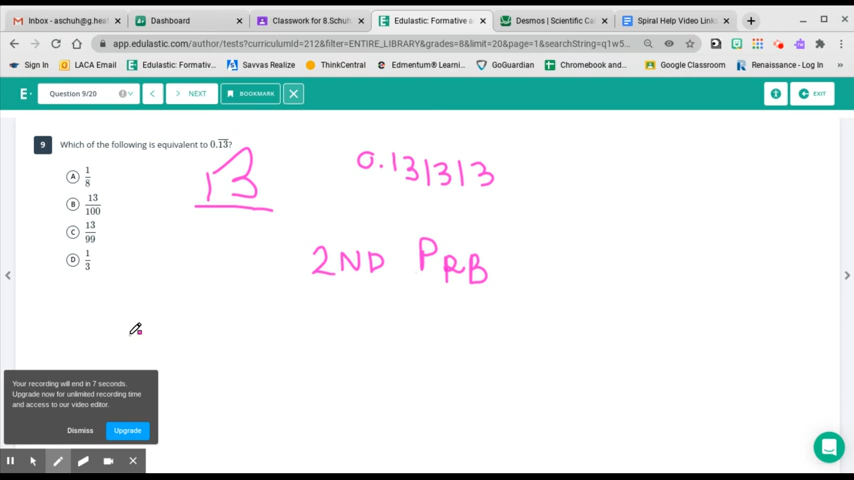 Inbox - aschuh@g.hea
Dashboard
Classwork for 8.Schuh
Edulastic: Formative a
Desmos | Scientific Ca
Spiral Help Video Link
app.edulastic.com/author/tests?curriculumId=212&filter=ENTIRE_LIBRARY&grades=8&limit=20&page=1&searchString=q1w5...
Sign In
LACA Email
Edulastic: Formativ...
Savvas Realize
ThinkCentral
Edmentum® Learni...
GoGuardian
Chromebook and...
Google Classroom
Renaissance - Log In
E
Question 9/20
NEXT
BOOKMARK
EXIT
9 Which of the following is equivalent to 0.1̅3̅?
A 1/8
B 13/100
C 13/99
D 1/3
13
0.131313
2ND PRB
Your recording will end in 7 seconds.
Upgrade now for unlimited recording time
and access to our video editor.
Dismiss
Upgrade